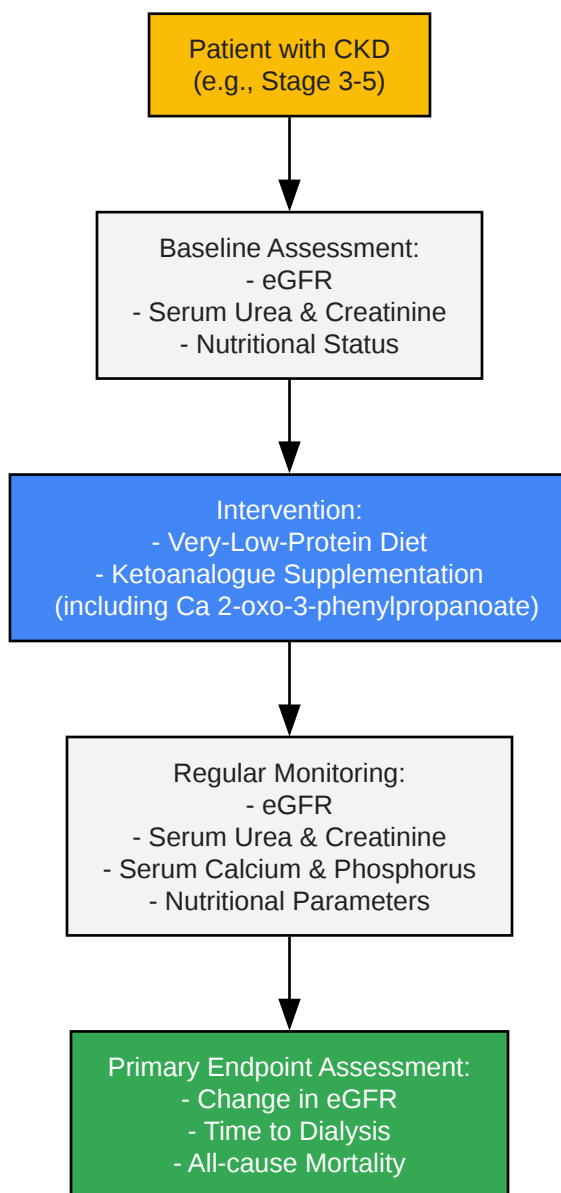 Patient with CKD
(e.g., Stage 3-5)
Baseline Assessment:
- eGFR
- Serum Urea & Creatinine
- Nutritional Status
Intervention:
- Very-Low-Protein Diet
- Ketoanalogue Supplementation
(including Ca 2-oxo-3-phenylpropanoate)
Regular Monitoring:
- eGFR
- Serum Urea & Creatinine
- Serum Calcium & Phosphorus
- Nutritional Parameters
Primary Endpoint Assessment:
- Change in eGFR
- Time to Dialysis
- All-cause Mortality